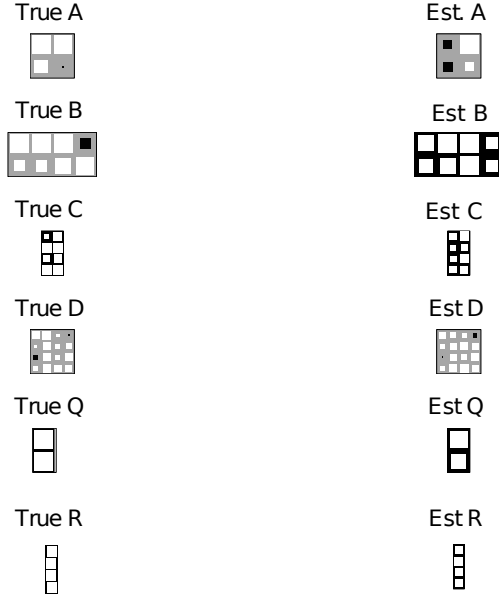 True A
Est. A
True B
Est B
True C
Est C
True D
Est D
True Q
Est Q
True R
Est R